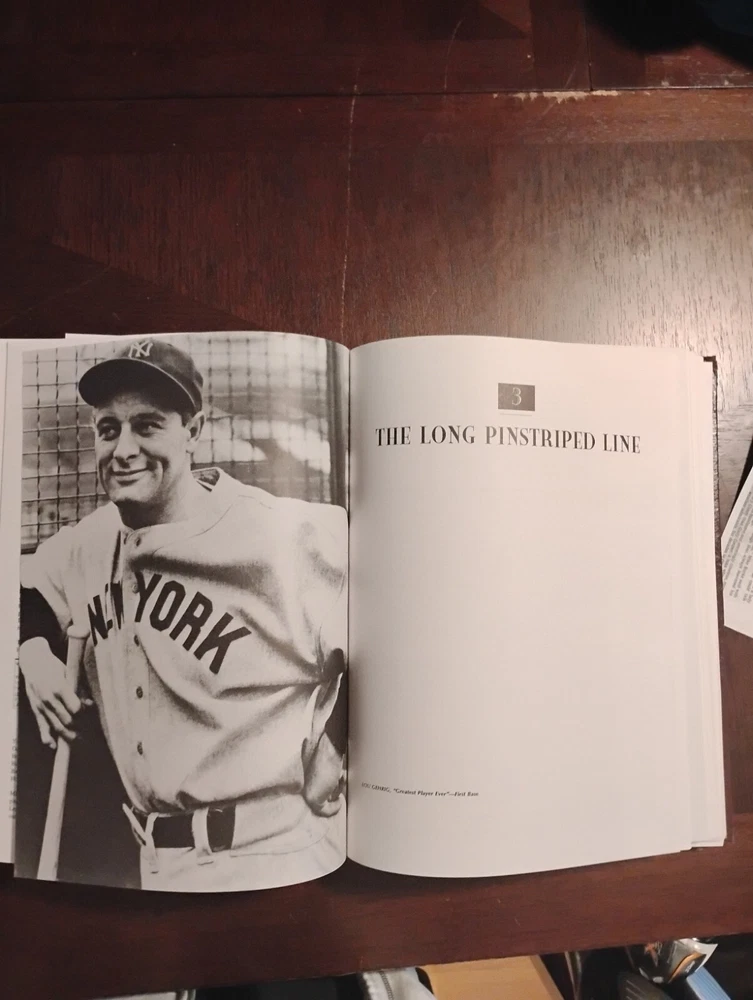 NY
NEW YORK
3
THE LONG PINSTRIPED LINE
LOU GEHRIG, "Greatest Player Ever"—First Base